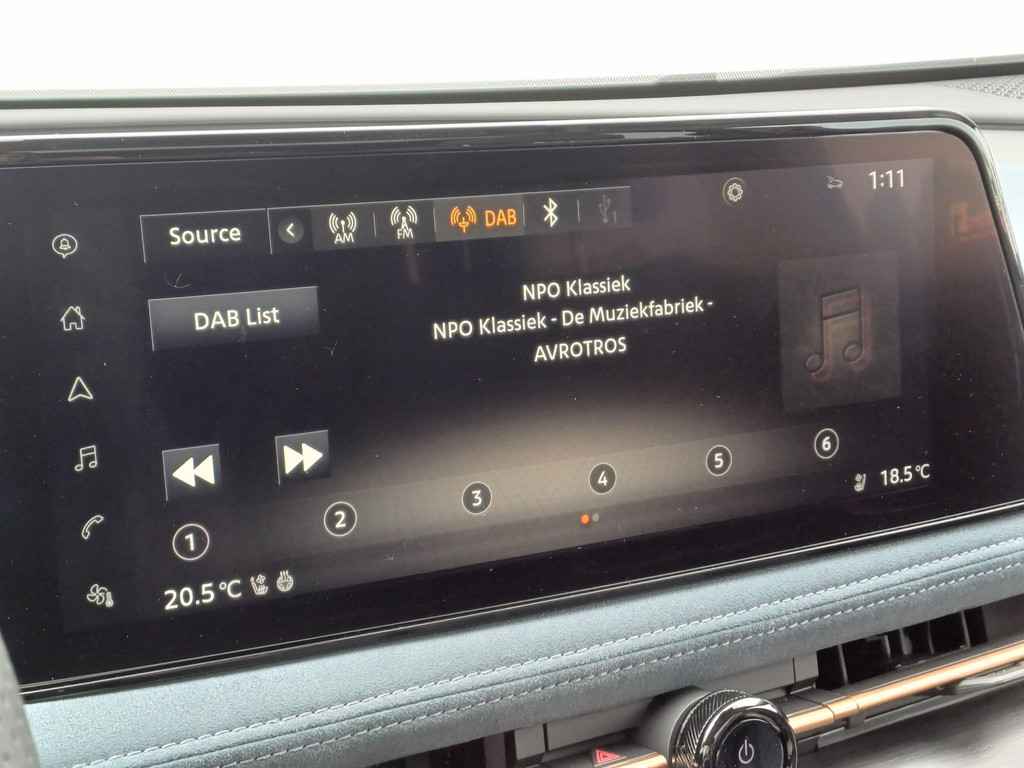 1:11
Source
AM
FM
DAB
1
DAB List
NPO Klassiek
NPO Klassiek - De Muziekfabriek -
AVROTROS
1
2
3
4
5
6
20.5°C
18.5°C